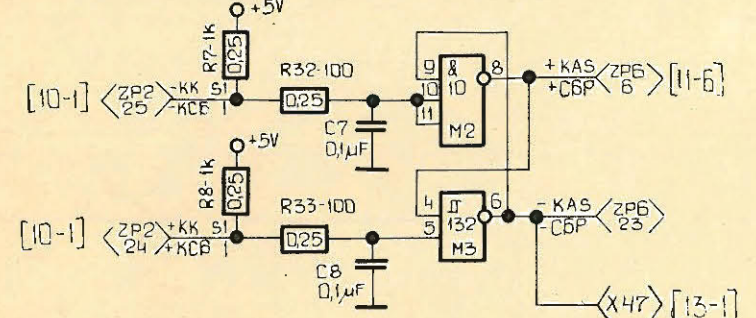 +5V
R7-1k
0,25
R32-100
0,25
[10-1]
ZP2
25
-KK S1
-КСБ 1
C7
0,1μF
9
10
11
&
10
8
M2
+KAS
+СБР
ZP6
6
[11-6]
+5V
R8-1k
0,25
R33-100
0,25
[10-1]
ZP2
24
+KK S1
+КСБ 1
C8
0,1μF
4
5
132
6
M3
-KAS
-СБР
ZP6
23
X47
[13-1]